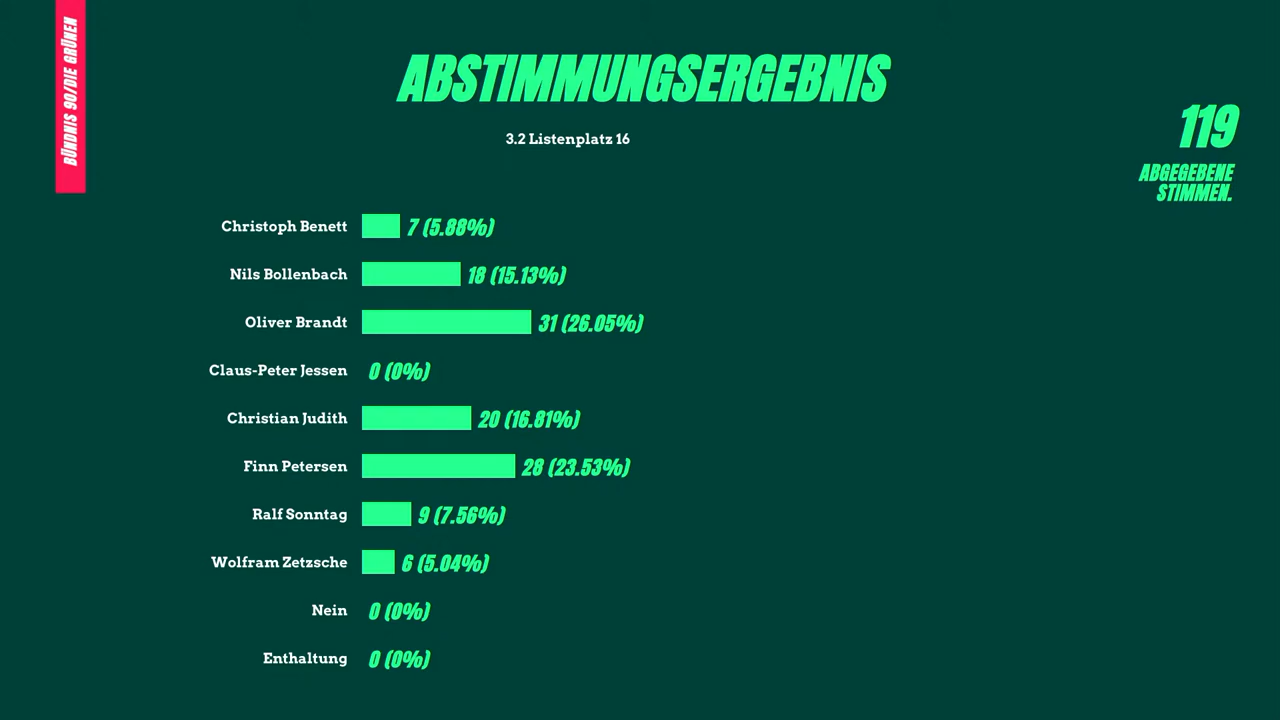 BÜNDNIS 90/DIE GRÜNEN
ABSTIMMUNGSERGEBNIS
3.2 Listenplatz 16
119
ABGEGEBENE
STIMMEN.
Christoph Benett 7 (5.88%)
Nils Bollenbach 18 (15.13%)
Oliver Brandt 31 (26.05%)
Claus-Peter Jessen 0 (0%)
Christian Judith 20 (16.81%)
Finn Petersen 28 (23.53%)
Ralf Sonntag 9 (7.56%)
Wolfram Zetzsche 6 (5.04%)
Nein 0 (0%)
Enthaltung 0 (0%)